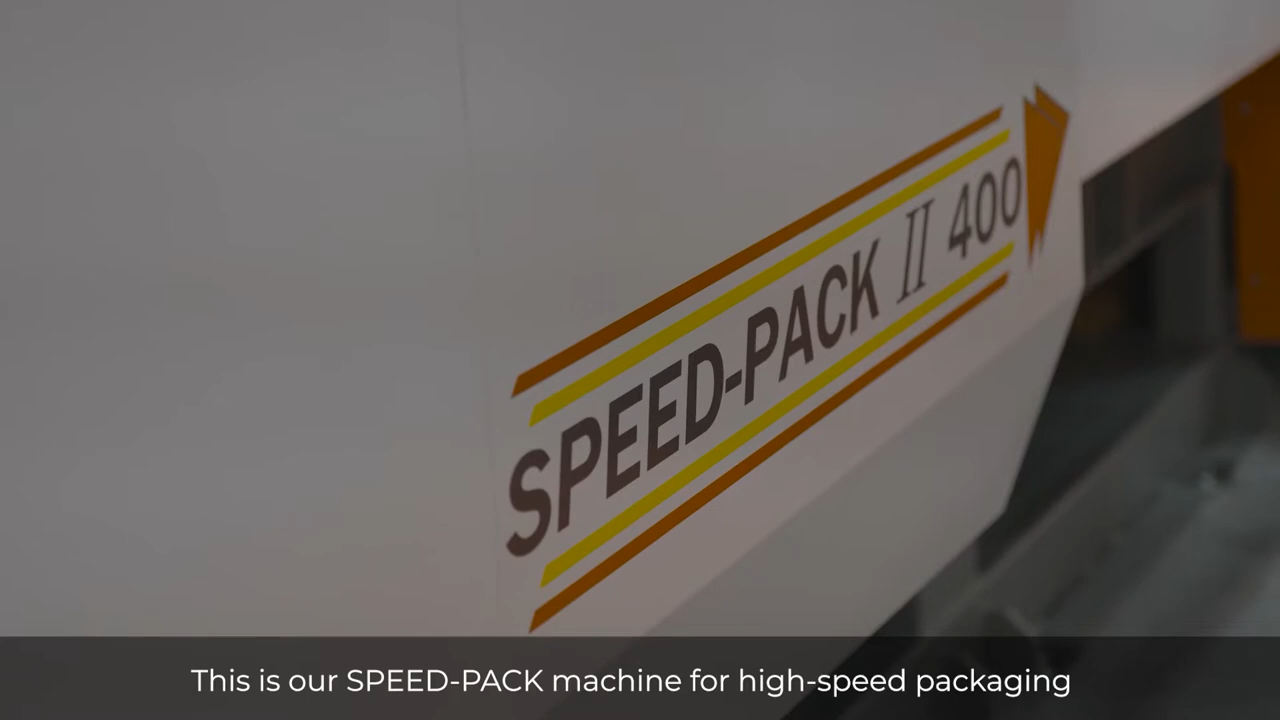 SPEED-PACK II 400
This is our SPEED-PACK machine for high-speed packaging